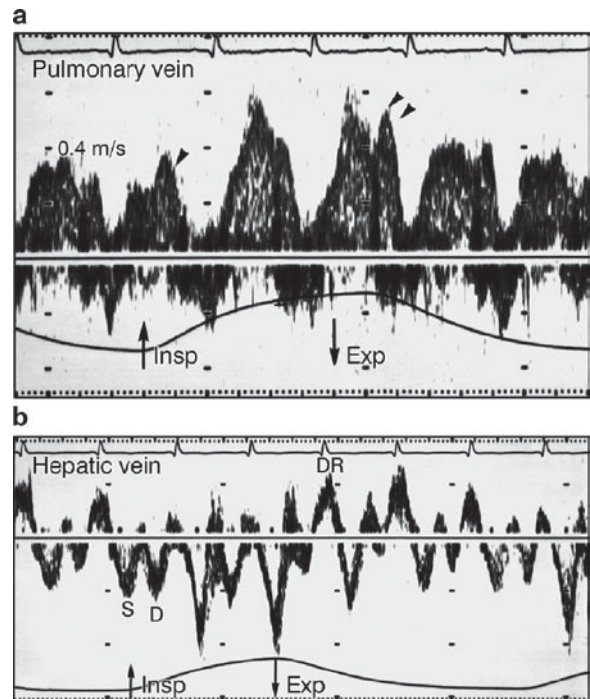 a
Pulmonary vein
0.4 m/s
Insp
Exp
b
Hepatic vein
DR
S
D
Insp
Exp